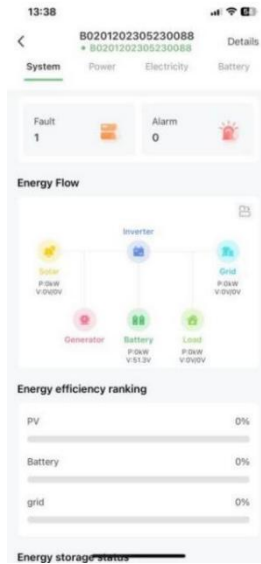 13:38
B0201202305230088
B0201202305230088
Details
System Power Electricity Battery
Fault Alarm
1 0
Energy Flow
Inverter
Solar Grid
P:0kW P:0kW
V:0V/0V V:0V/0V
Generator Battery Load
P:0kW P:0kW
V:51.3V V:0V/0V
Energy efficiency ranking
PV 0%
Battery 0%
grid 0%
Energy storage status